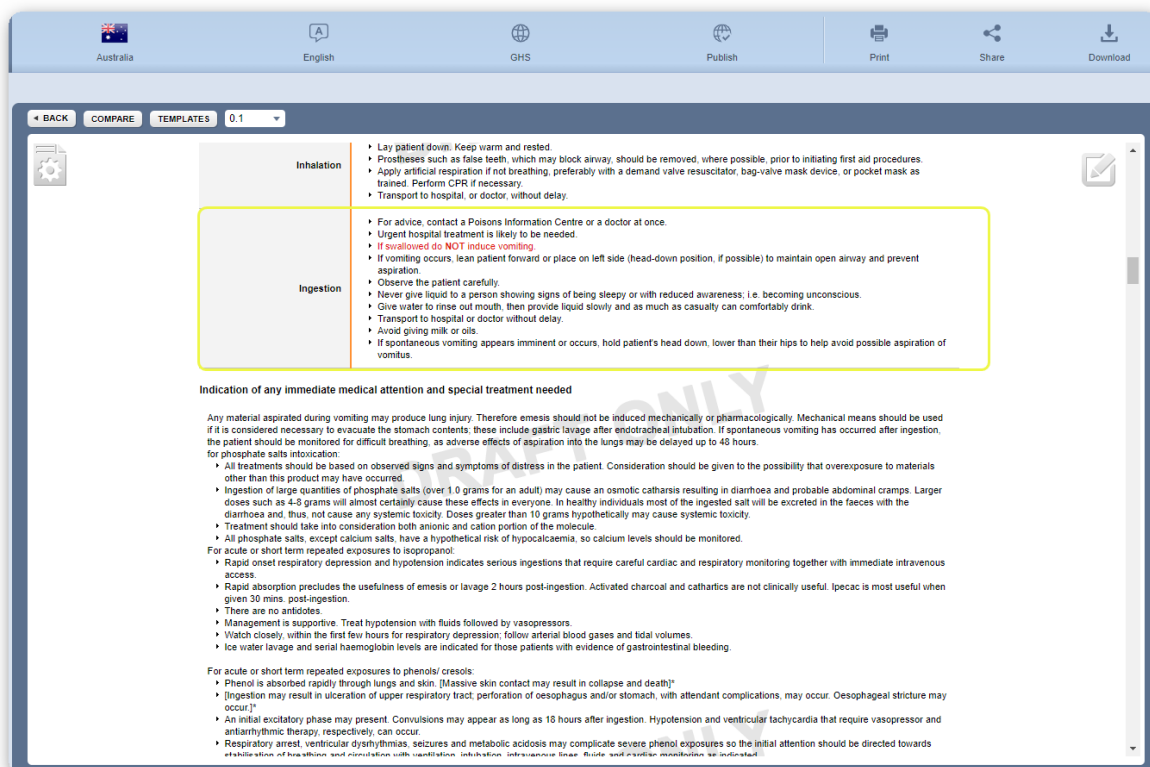 Australia
English
GHS
Publish
Print
Share
Download
◄ BACK
COMPARE
TEMPLATES
0.1
Inhalation
Lay patient down. Keep warm and rested.
Prostheses such as false teeth, which may block airway, should be removed, where possible, prior to initiating first aid procedures.
Apply artificial respiration if not breathing, preferably with a demand valve resuscitator, bag-valve mask device, or pocket mask as
trained. Perform CPR if necessary.
Transport to hospital, or doctor, without delay.
Ingestion
For advice, contact a Poisons Information Centre or a doctor at once.
Urgent hospital treatment is likely to be needed.
If swallowed do NOT induce vomiting.
If vomiting occurs, lean patient forward or place on left side (head-down position, if possible) to maintain open airway and prevent
aspiration.
Observe the patient carefully.
Never give liquid to a person showing signs of being sleepy or with reduced awareness; i.e. becoming unconscious.
Give water to rinse out mouth, then provide liquid slowly and as much as casualty can comfortably drink.
Transport to hospital or doctor without delay.
Avoid giving milk or oils.
If spontaneous vomiting appears imminent or occurs, hold patient's head down, lower than their hips to help avoid possible aspiration of
vomitus.
Indication of any immediate medical attention and special treatment needed
Any material aspirated during vomiting may produce lung injury. Therefore emesis should not be induced mechanically or pharmacologically. Mechanical means should be used
if it is considered necessary to evacuate the stomach contents; these include gastric lavage after endotracheal intubation. If spontaneous vomiting has occurred after ingestion,
the patient should be monitored for difficult breathing, as adverse effects of aspiration into the lungs may be delayed up to 48 hours.
for phosphate salts intoxication:
All treatments should be based on observed signs and symptoms of distress in the patient. Consideration should be given to the possibility that overexposure to materials
other than this product may have occurred.
Ingestion of large quantities of phosphate salts (over 1.0 grams for an adult) may cause an osmotic catharsis resulting in diarrhoea and probable abdominal cramps. Larger
doses such as 4-8 grams will almost certainly cause these effects in everyone. In healthy individuals most of the ingested salt will be excreted in the faeces with the
diarrhoea and, thus, not cause any systemic toxicity. Doses greater than 10 grams hypothetically may cause systemic toxicity.
Treatment should take into consideration both anionic and cation portion of the molecule.
All phosphate salts, except calcium salts, have a hypothetical risk of hypocalcaemia, so calcium levels should be monitored.
For acute or short term repeated exposures to isopropanol:
Rapid onset respiratory depression and hypotension indicates serious ingestions that require careful cardiac and respiratory monitoring together with immediate intravenous
access.
Rapid absorption precludes the usefulness of emesis or lavage 2 hours post-ingestion. Activated charcoal and cathartics are not clinically useful. Ipecac is most useful when
given 30 mins. post-ingestion.
There are no antidotes.
Management is supportive. Treat hypotension with fluids followed by vasopressors.
Watch closely, within the first few hours for respiratory depression; follow arterial blood gases and tidal volumes.
Ice water lavage and serial haemoglobin levels are indicated for those patients with evidence of gastrointestinal bleeding.
For acute or short term repeated exposures to phenols/ cresols:
Phenol is absorbed rapidly through lungs and skin. [Massive skin contact may result in collapse and death]*
[Ingestion may result in ulceration of upper respiratory tract; perforation of oesophagus and/or stomach, with attendant complications, may occur. Oesophageal stricture may
occur.]*
An initial excitatory phase may present. Convulsions may appear as long as 18 hours after ingestion. Hypotension and ventricular tachycardia that require vasopressor and
antiarrhythmic therapy, respectively, can occur.
Respiratory arrest, ventricular dysrhythmias, seizures and metabolic acidosis may complicate severe phenol exposures so the initial attention should be directed towards
stabilisation of breathing and circulation with ventilation, intubation, intravenous lines, fluids and cardiac monitoring as indicated.
DRAFT ONLY
ONLY